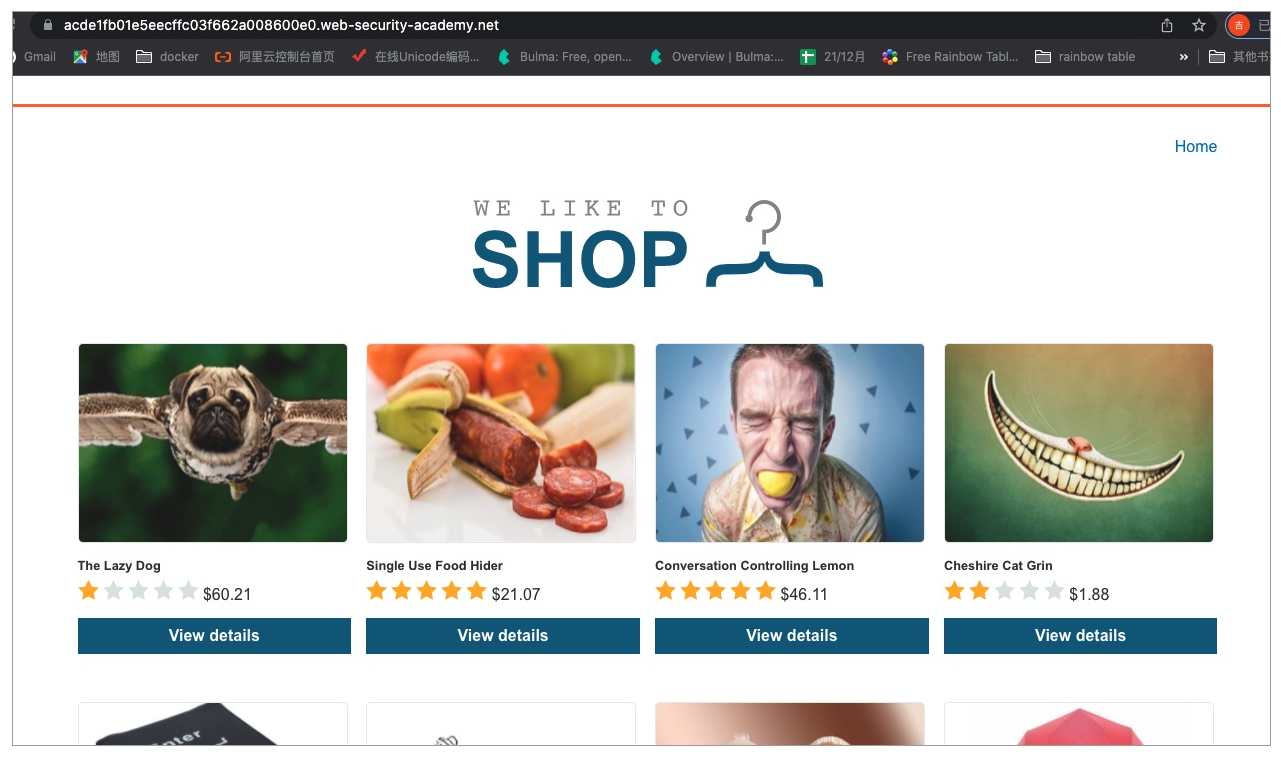 acde1fb01e5eecffc03f662a008600e0.web-security-academy.net
Gmail 地图 docker 阿里云控制台首页 在线Unicode编码... Bulma: Free, open... Overview | Bulma:... 21/12月 Free Rainbow Tabl... rainbow table » 其他书
Home
WE LIKE TO
SHOP
The Lazy Dog Single Use Food Hider Conversation Controlling Lemon Cheshire Cat Grin
$60.21 $21.07 $46.11 $1.88
View details View details View details View details
Enter